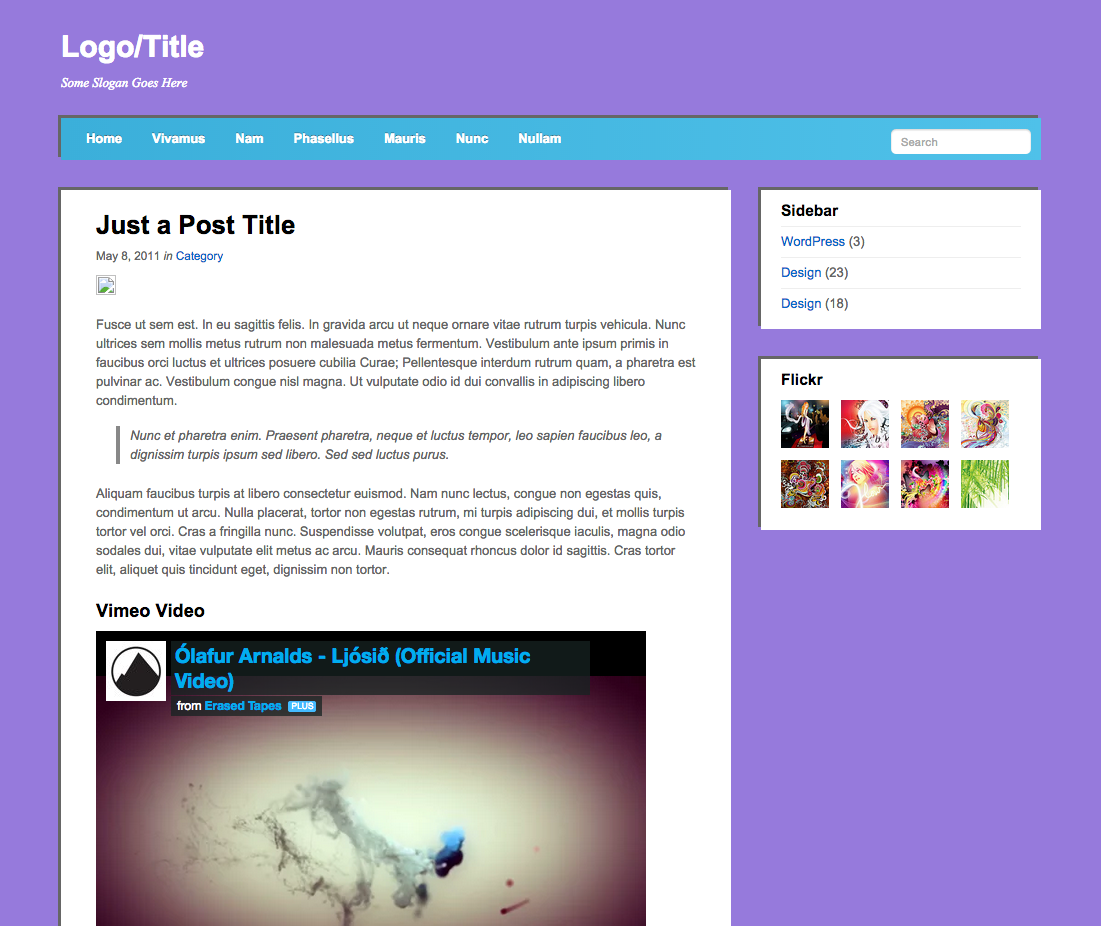 Logo/Title
Some Slogan Goes Here
Home Vivamus Nam Phasellus Mauris Nunc Nullam Search
Just a Post Title
May 8, 2011 in Category
Fusce ut sem est. In eu sagittis felis. In gravida arcu ut neque ornare vitae rutrum turpis vehicula. Nunc
ultrices sem mollis metus rutrum non malesuada metus fermentum. Vestibulum ante ipsum primis in
faucibus orci luctus et ultrices posuere cubilia Curae; Pellentesque interdum rutrum quam, a pharetra est
pulvinar ac. Vestibulum congue nisl magna. Ut vulputate odio id dui convallis in adipiscing libero
condimentum.
Nunc et pharetra enim. Praesent pharetra, neque et luctus tempor, leo sapien faucibus leo, a
dignissim turpis ipsum sed libero. Sed sed luctus purus.
Aliquam faucibus turpis at libero consectetur euismod. Nam nunc lectus, congue non egestas quis,
condimentum ut arcu. Nulla placerat, tortor non egestas rutrum, mi turpis adipiscing dui, et mollis turpis
tortor vel orci. Cras a fringilla nunc. Suspendisse volutpat, eros congue scelerisque iaculis, magna odio
sodales dui, vitae vulputate elit metus ac arcu. Mauris consequat rhoncus dolor id sagittis. Cras tortor
elit, aliquet quis tincidunt eget, dignissim non tortor.
Vimeo Video
Ólafur Arnalds - Ljósið (Official Music
Video)
from Erased Tapes PLUS
Sidebar
WordPress (3)
Design (23)
Design (18)
Flickr